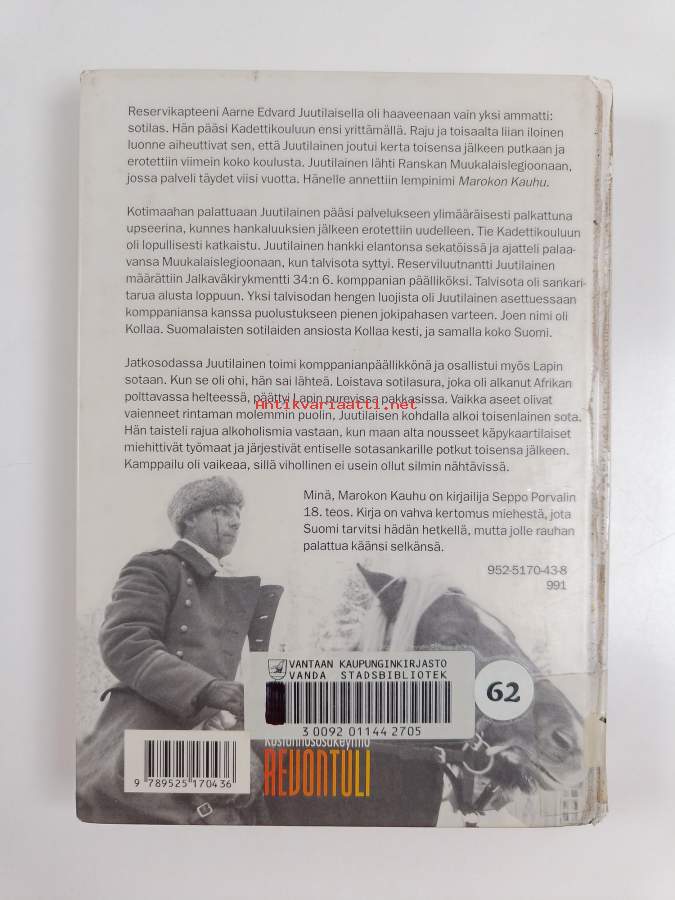 Reservikapteeni Aarne Edvard Juutilaisella oli haaveenaan vain yksi ammatti:
sotilas. Hän pääsi Kadettikouluun ensi yrittämällä. Raju ja toisaalta liian iloinen
luonne aiheuttivat sen, että Juutilainen joutui kerta toisensa jälkeen putkaan ja
erotettiin viimein koko koulusta. Juutilainen lähti Ranskan Muukalaislegioonaan,
jossa palveli täydet viisi vuotta. Hänelle annettiin lempinimi Marokon Kauhu.
Kotimaahan palattuaan Juutilainen pääsi palvelukseen ylimääräisesti palkattuna
upseerina, kunnes hankaluuksien jälkeen erotettiin uudelleen. Tie Kadettikouluun
oli lopullisesti katkaistu. Juutilainen hankki elantonsa sekatöissä ja ajatteli palaa-
vansa Muukalaislegioonaan, kun talvisota syttyi. Reserviluutnantti Juutilainen
määrättiin Jalkaväkirykmentti 34:n 6. komppanian päälliköksi. Talvisota oli sankari-
tarua alusta loppuun. Yksi talvisodan hengen luojista oli Juutilainen asettuessaan
komppaniansa kanssa puolustukseen pienen jokipahasen varteen. Joen nimi oli
Kollaa. Suomalaisten sotilaiden ansiosta Kollaa kesti, ja samalla koko Suomi.
Jatkosodassa Juutilainen toimi komppanianpäällikkönä ja osallistui myös Lapin
sotaan. Kun se oli ohi, hän sai lähteä. Loistava sotilasura, joka oli alkanut Afrikan
polttavassa helteessä, päättyi Lapin purevissa pakkasissa. Vaikka aseet olivat
vaienneet rintaman molemmin puolin, Juutilaisen kohdalla alkoi toisenlainen sota.
Hän taisteli rajua alkoholismia vastaan, kun maan alta nousseet käpykaartilaiset
miehittivät työmaat ja järjestivät entiselle sotasankarille potkut toisensa jälkeen.
Kamppailu oli vaikeaa, sillä vihollinen ei usein ollut silmin nähtävissä.
Antikvariaatti.net
Minä, Marokon Kauhu on kirjailija Seppo Porvalin
18. teos. Kirja on vahva kertomus miehestä, jota
Suomi tarvitsi hädän hetkellä, mutta jolle rauhan
palattua käänsi selkänsä.
952-5170-43-8
991
VANTAAN KAUPUNGINKIRJASTO
VANDA STADSBIBLIOTEK
62
3 0092 01144 2705
Kustannusosakeyhtiö
REVONTULI
9 789525 170436